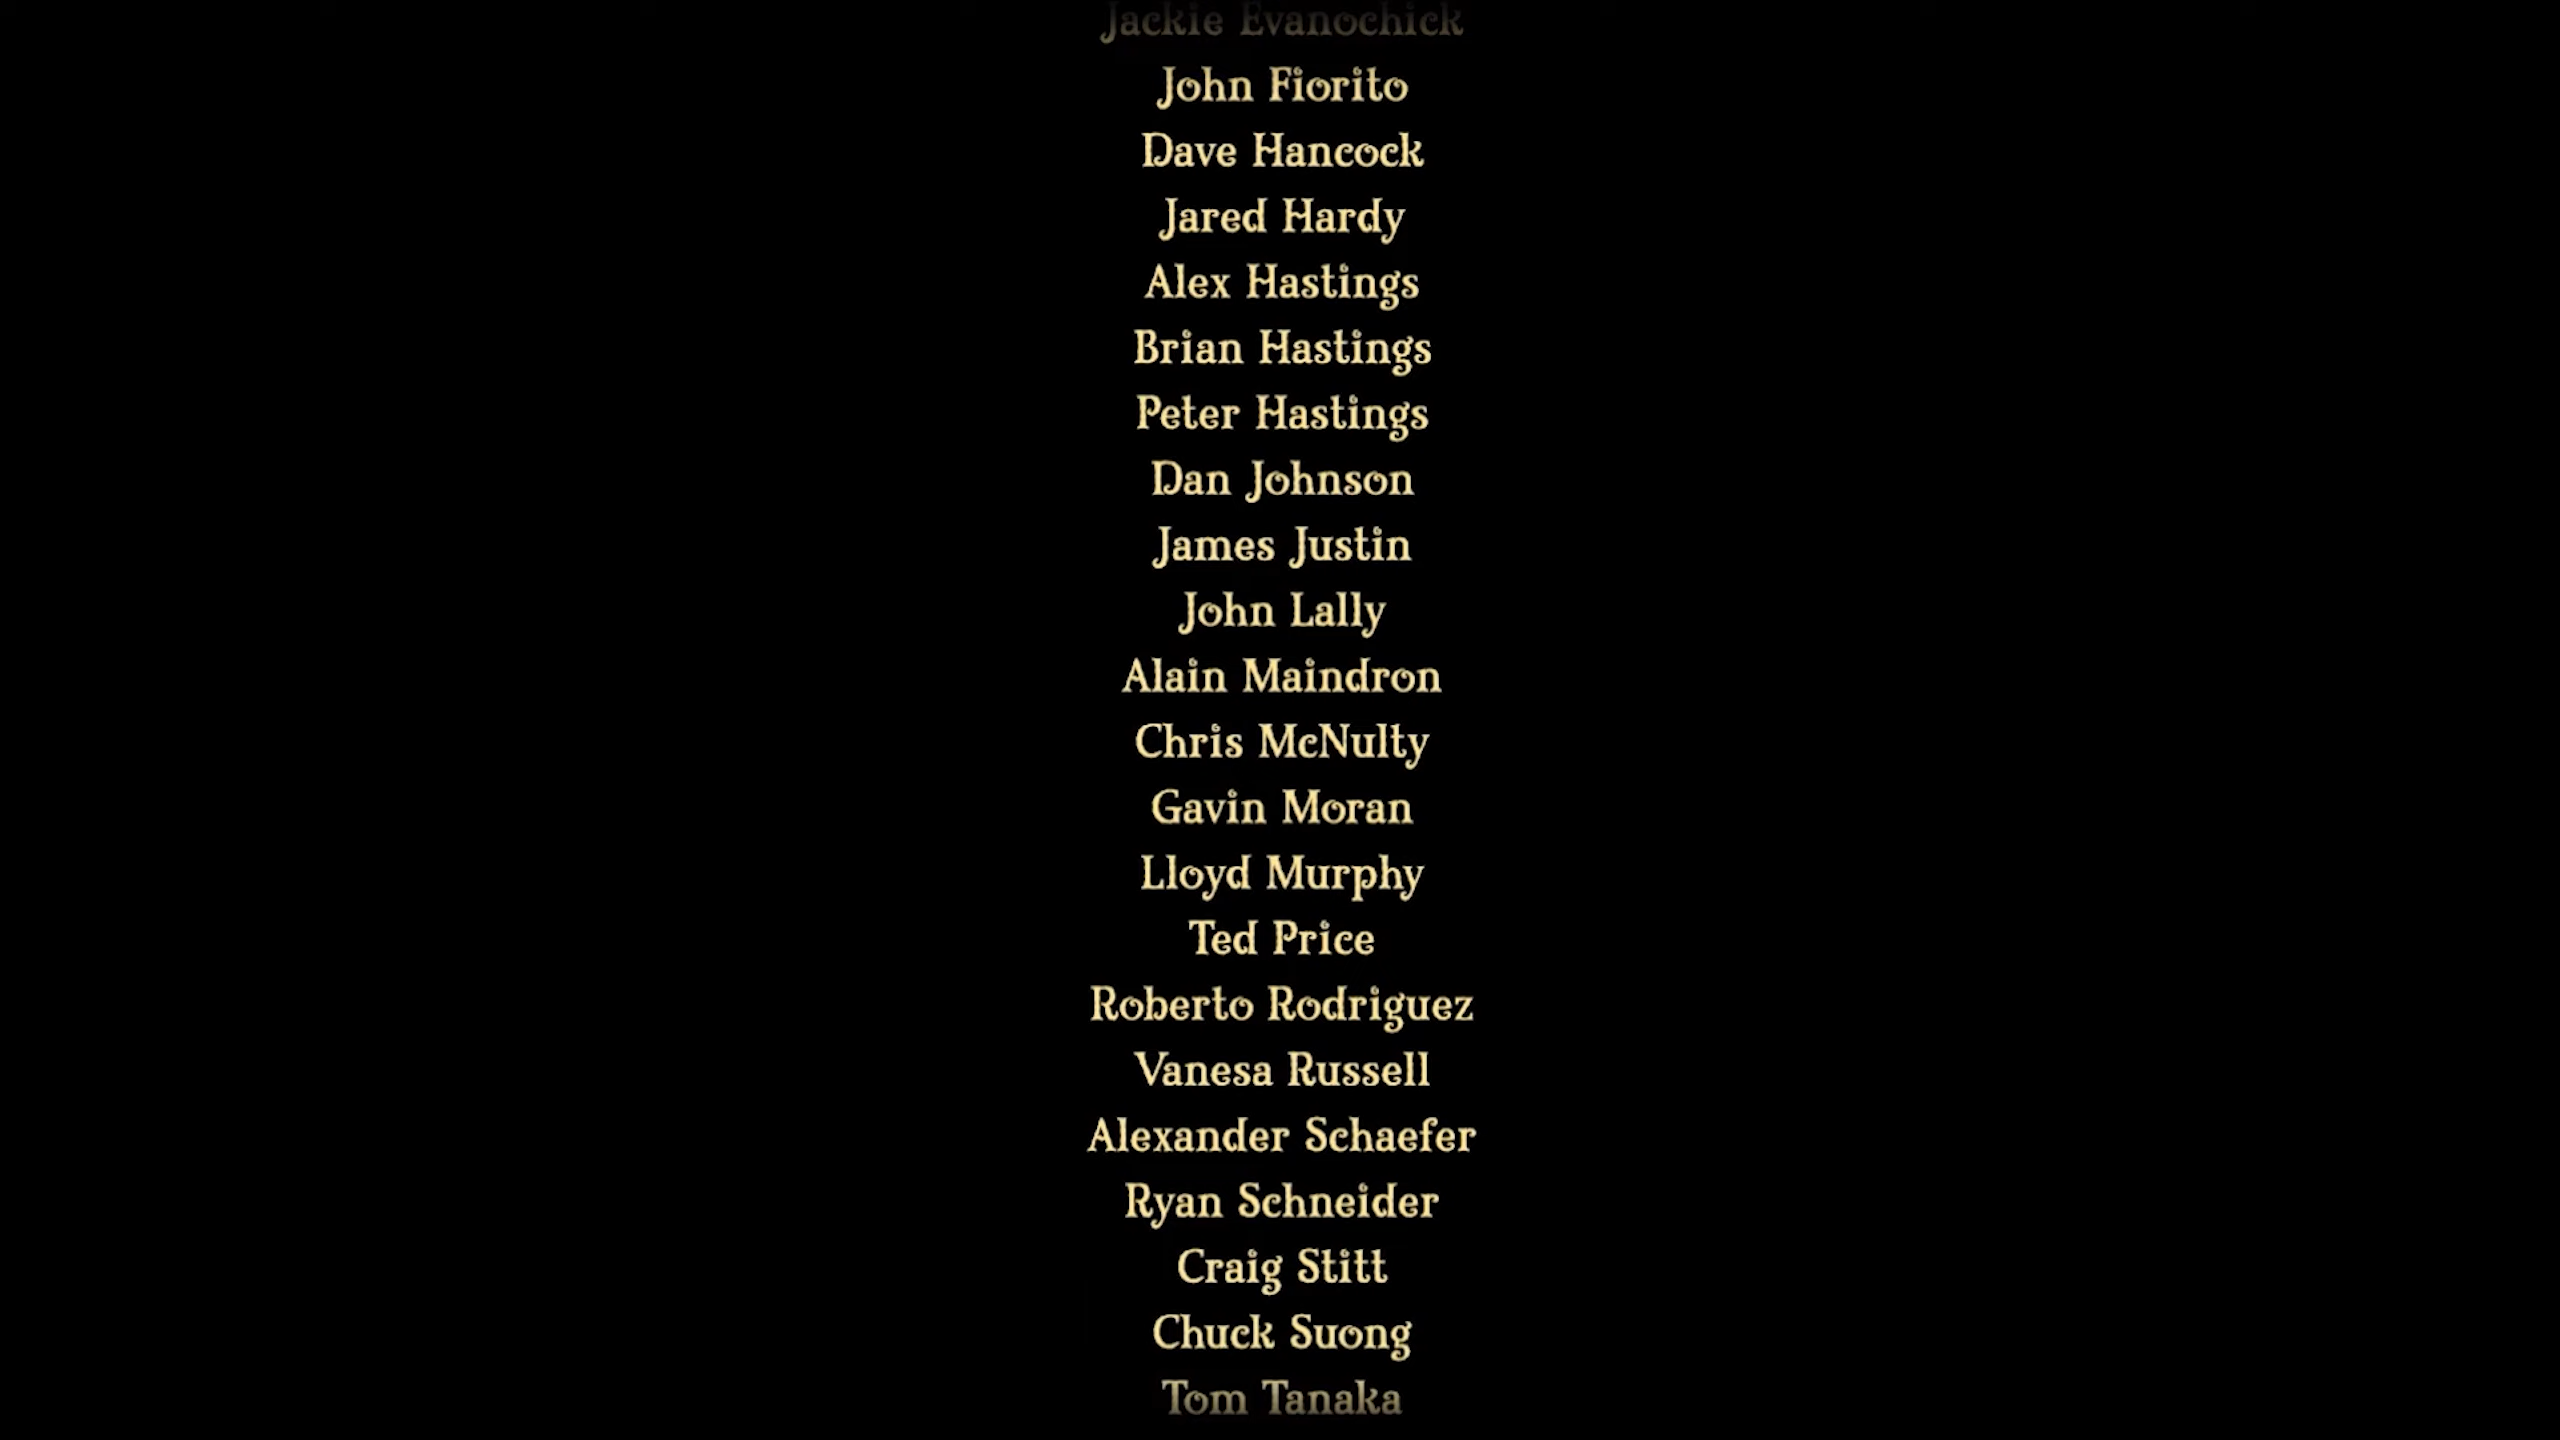 Jackie Evanochick
John Fiorito
Dave Hancock
Jared Hardy
Alex Hastings
Brian Hastings
Peter Hastings
Dan Johnson
James Justin
John Lally
Alain Maindron
Chris McNulty
Gavin Moran
Lloyd Murphy
Ted Price
Roberto Rodriguez
Vanesa Russell
Alexander Schaefer
Ryan Schneider
Craig Stitt
Chuck Suong
Tom Tanaka